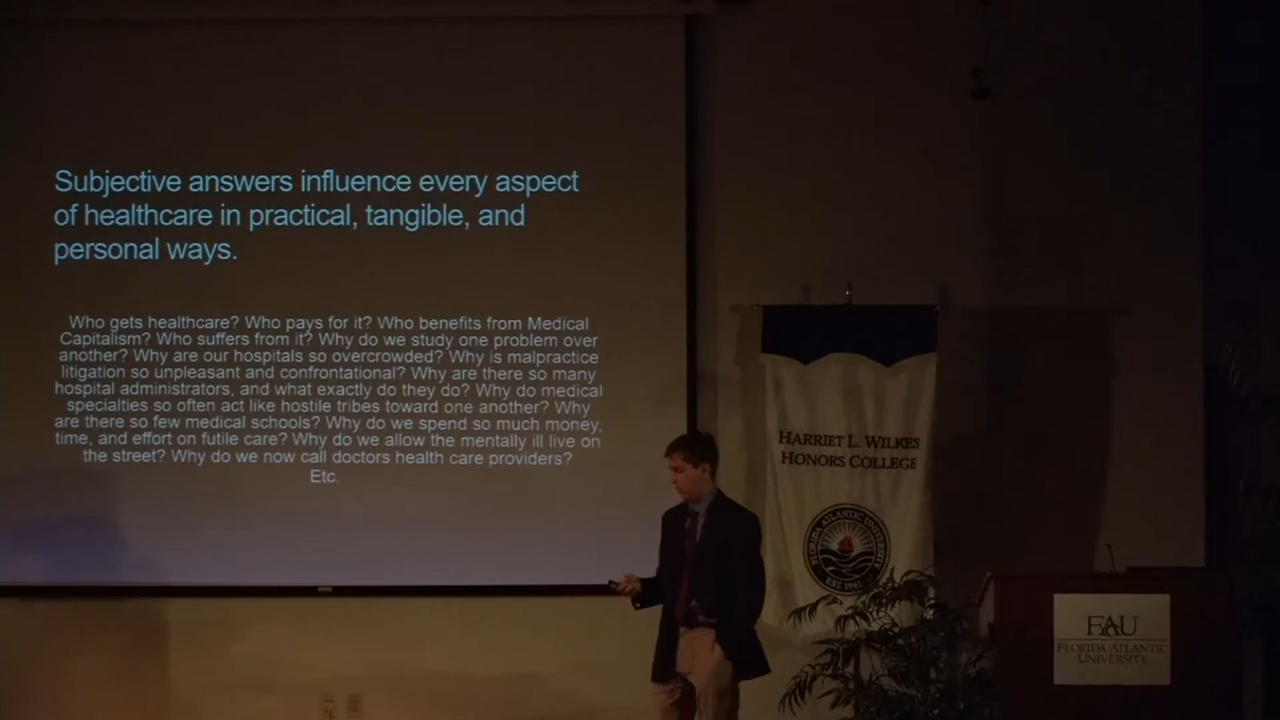 Subjective answers influence every aspect
of healthcare in practical, tangible, and
personal ways.
Who gets healthcare? Who pays for it? Who benefits from Medical
Capitalism? Who suffers from it? Why do we study one problem over
another? Why are our hospitals so overcrowded? Why is malpractice
litigation so unpleasant and confrontational? Why are there so many
hospital administrators, and what exactly do they do? Why do medical
specialties so often act like hostile tribes toward one another? Why
are there so few medical schools? Why do we spend so much money,
time, and effort on futile care? Why do we allow the mentally ill live on
the street? Why do we now call doctors health care providers?
Etc.
HARRIET L. WILKES
HONORS COLLEGE
FLORIDA ATLANTIC UNIVERSITY
EST. 1961
FAU
FLORIDA ATLANTIC
UNIVERSITY